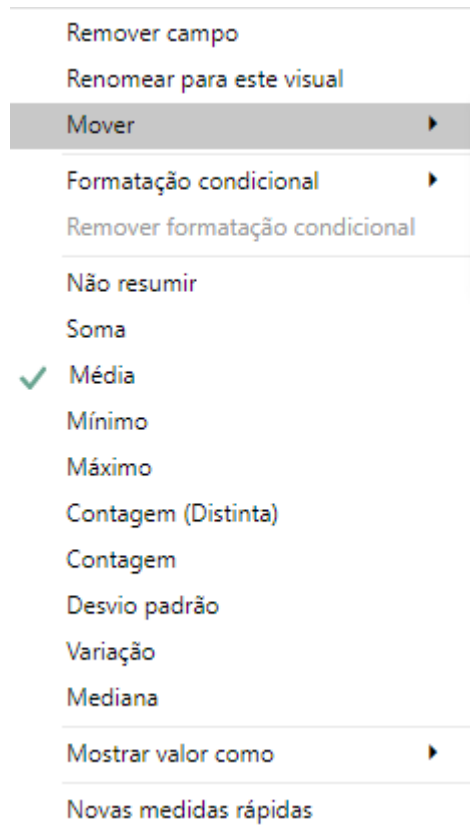 Remover campo
Renomear para este visual
Mover
Formatação condicional
Remover formatação condicional
Não resumir
Soma
Média
Mínimo
Máximo
Contagem (Distinta)
Contagem
Desvio padrão
Variação
Mediana
Mostrar valor como
Novas medidas rápidas